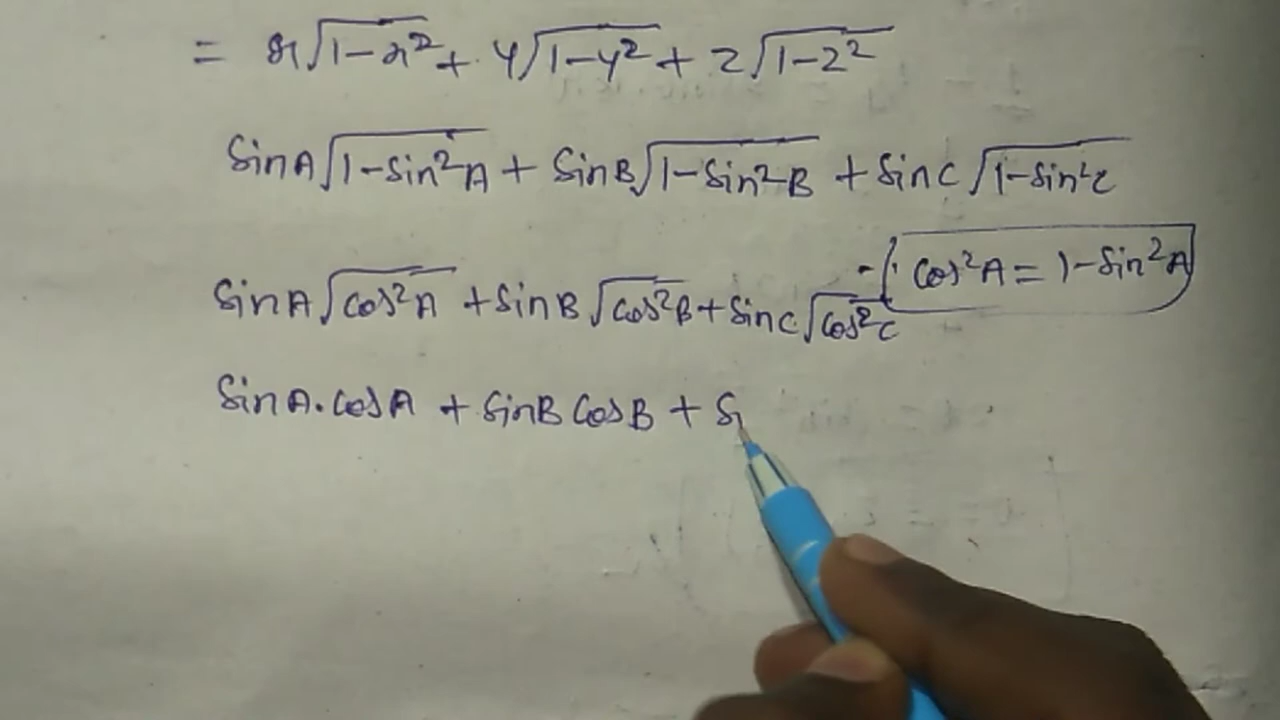 = x√1-x² + y√1-y² + z√1-z²
SinA√1-Sin²A + SinB√1-Sin²B + SinC√1-Sin²C
∵ Cos²A = 1-Sin²A
SinA√Cos²A + SinB√Cos²B + SinC√Cos²C
SinA.CosA + SinB CosB + Si